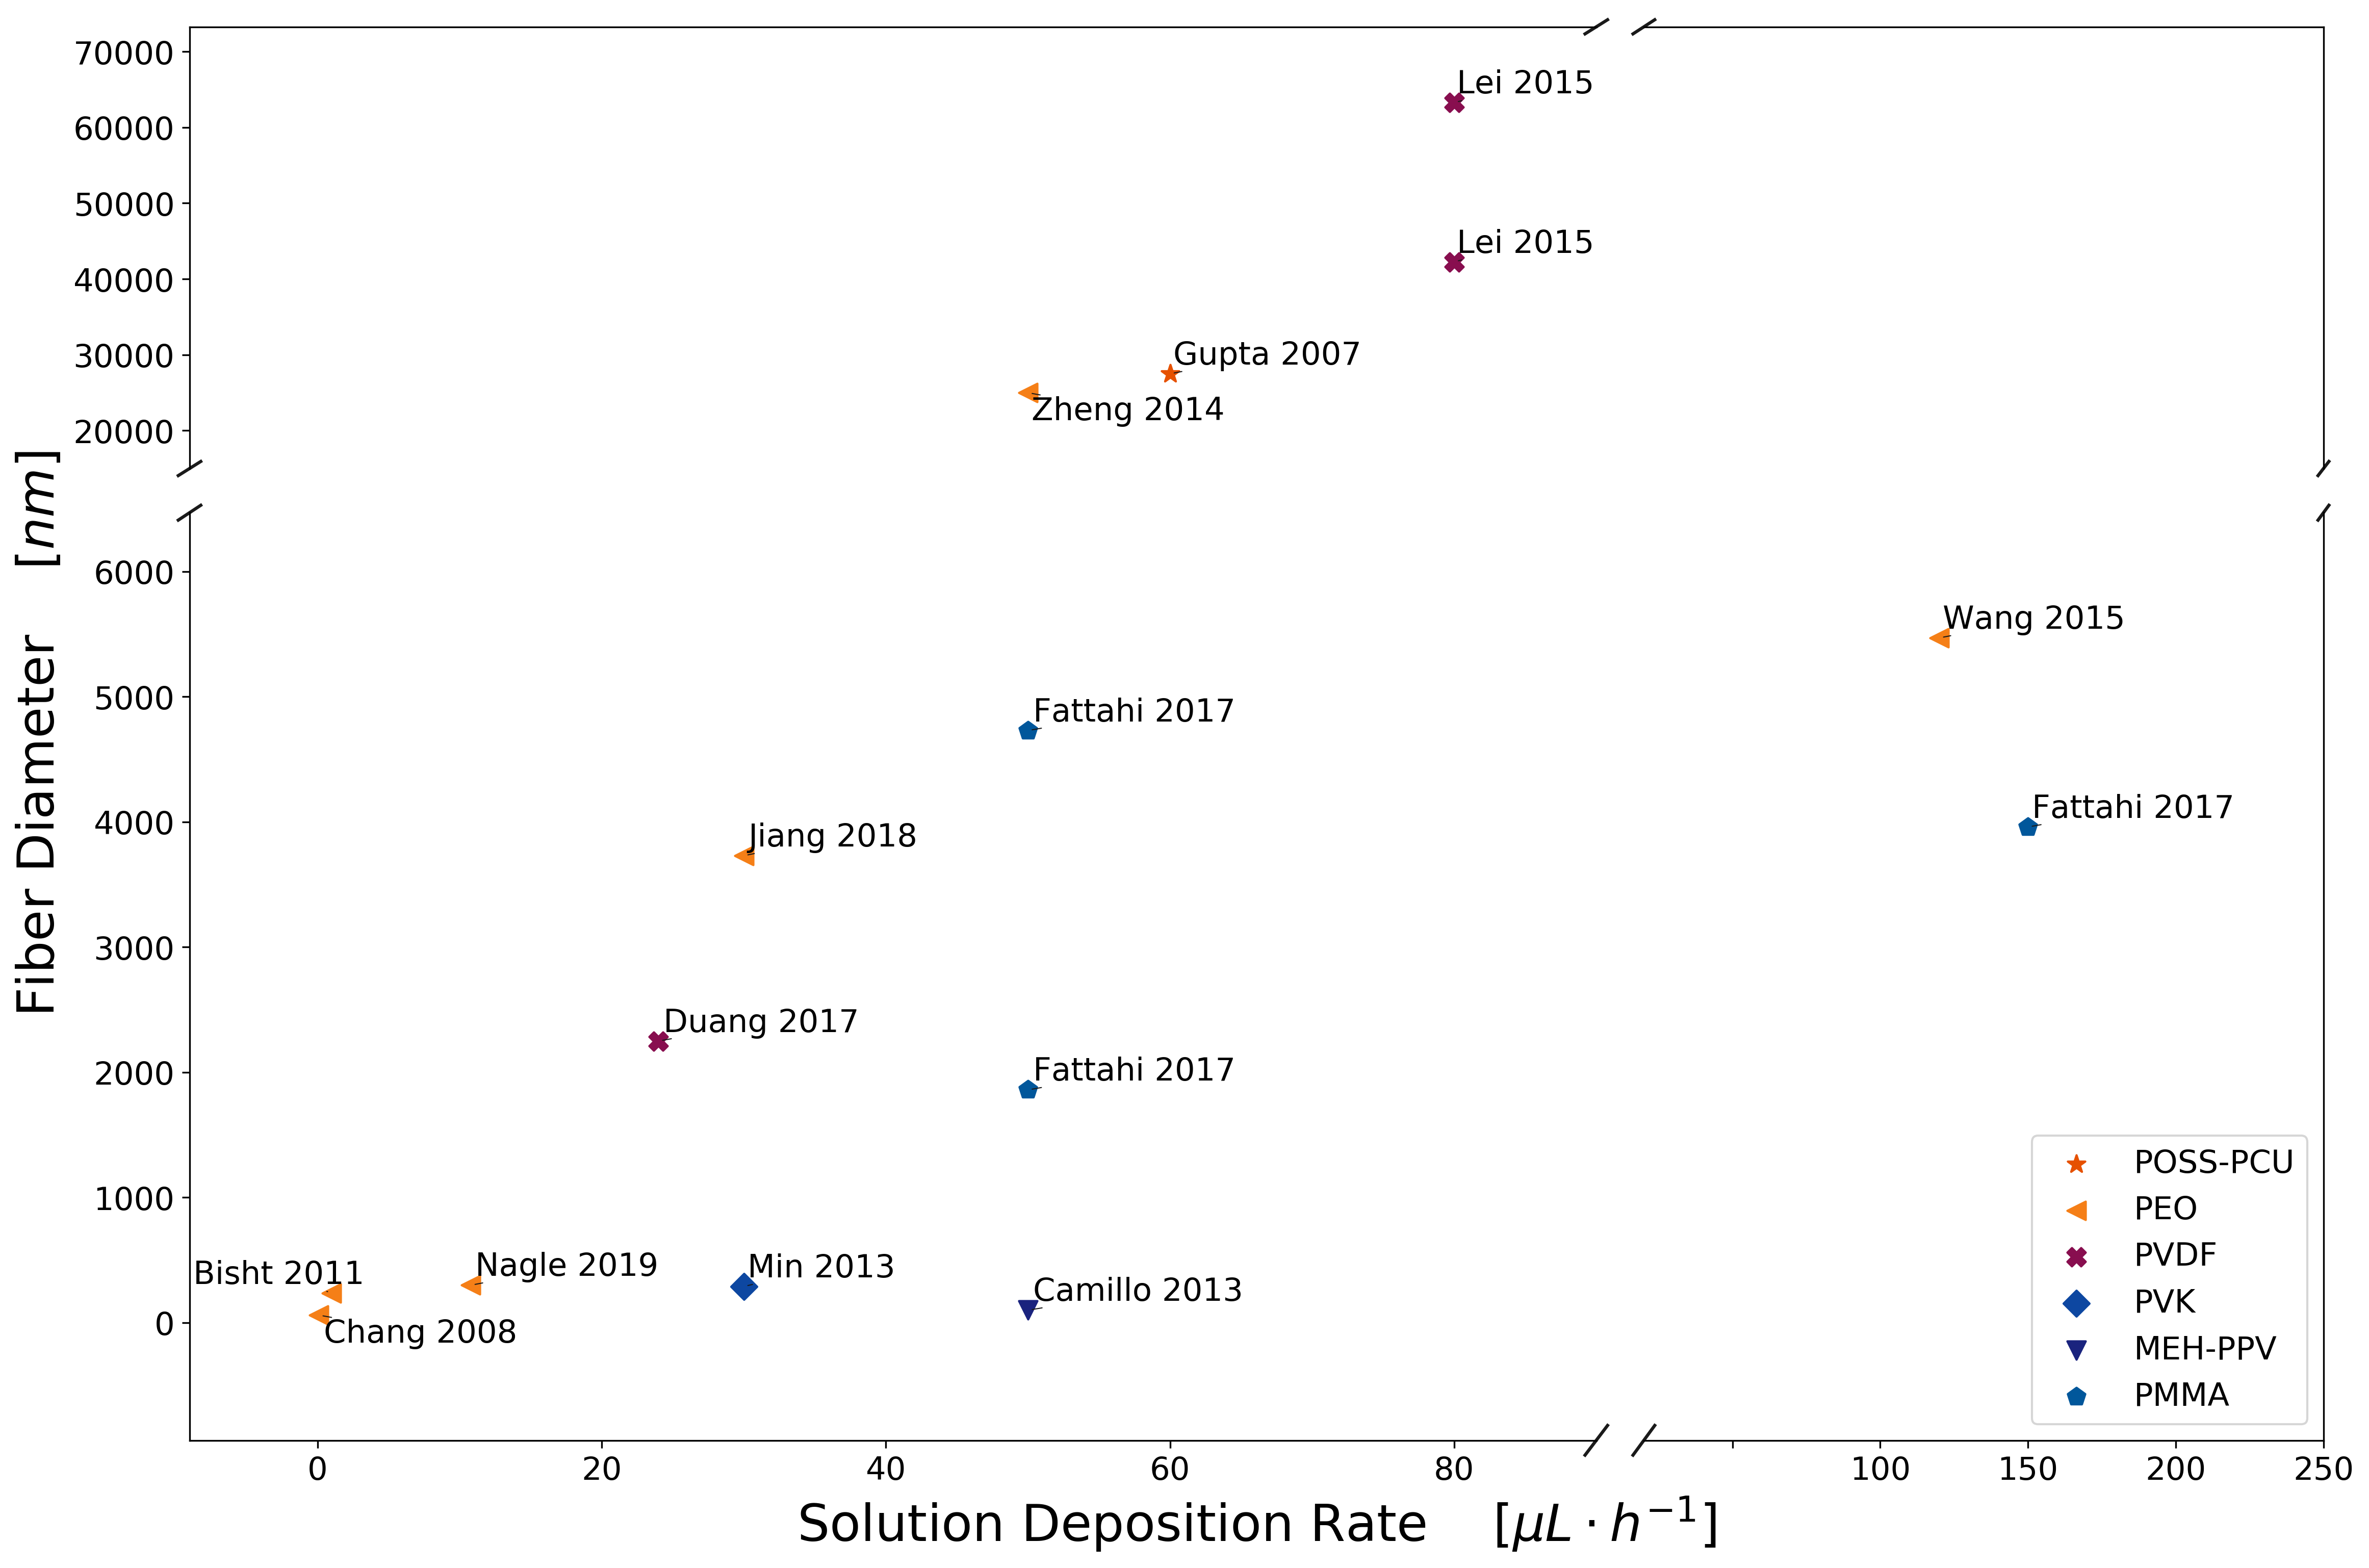 70000
Lei 2015
60000
50000
Lei 2015
40000
30000
Gupta 2007
Zheng 2014
20000
Fiber Diameter [nm]
6000
Wang 2015
5000
Fattahi 2017
4000
Fattahi 2017
Jiang 2018
3000
Duang 2017
2000
Fattahi 2017
1000
Bisht 2011
Nagle 2019
Min 2013
Camillo 2013
0
Chang 2008
POSS-PCU
PEO
PVDF
PVK
MEH-PPV
PMMA
0 20 40 60 80 100 150 200 250
Solution Deposition Rate [μL · h⁻¹]